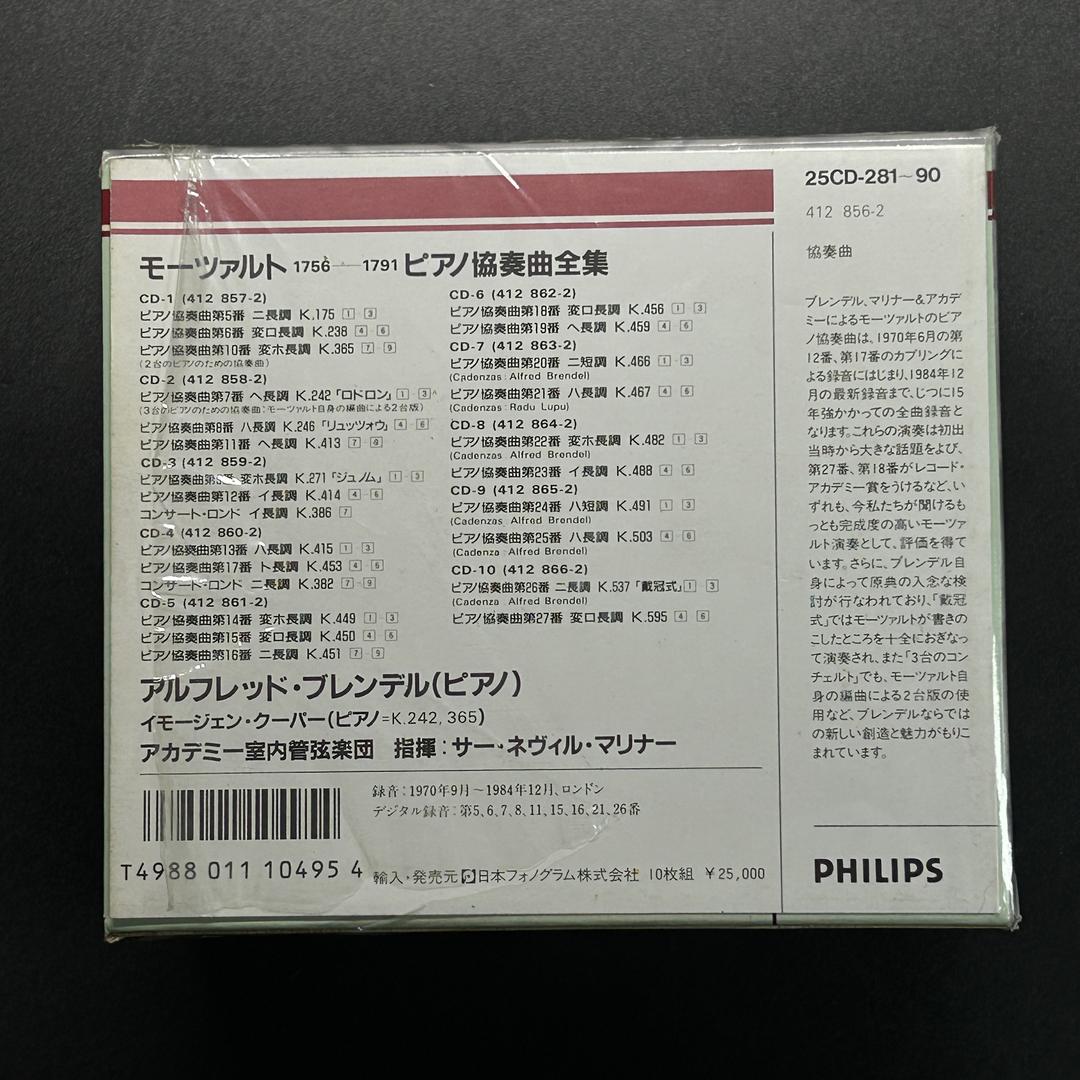 25CD-281~90
412 856-2
協奏曲
モーツァルト 1756—1791 ピアノ協奏曲全集
CD-1 (412 857-2)
ピアノ協奏曲第5番 ニ長調 K.175 1-3
ピアノ協奏曲第6番 変ロ長調 K.238 4-6
ピアノ協奏曲第10番 変ホ長調 K.365 7-9
(2台のピアノのための協奏曲)
CD-2 (412 858-2)
ピアノ協奏曲第7番 ヘ長調 K.242「ロドロン」1-3
(3台のピアノのための協奏曲:モーツァルト自身の編曲による2台版)
ピアノ協奏曲第8番 ハ長調 K.246「リュッツォウ」4-6
ピアノ協奏曲第11番 ヘ長調 K.413 7-9
CD-3 (412 859-2)
ピアノ協奏曲第9番 変ホ長調 K.271「ジュノム」1-3
ピアノ協奏曲第12番 イ長調 K.414 4-6
コンサート・ロンド イ長調 K.386 7
CD-4 (412 860-2)
ピアノ協奏曲第13番 ハ長調 K.415 1-3
ピアノ協奏曲第17番 ト長調 K.453 4-6
コンサート・ロンド ニ長調 K.382 7-9
CD-5 (412 861-2)
ピアノ協奏曲第14番 変ホ長調 K.449 1-3
ピアノ協奏曲第15番 変ロ長調 K.450 4-6
ピアノ協奏曲第16番 ニ長調 K.451 7-9
CD-6 (412 862-2)
ピアノ協奏曲第18番 変ロ長調 K.456 1-3
ピアノ協奏曲第19番 ヘ長調 K.459 4-6
CD-7 (412 863-2)
ピアノ協奏曲第20番 ニ短調 K.466 1-3
(Cadenzas: Alfred Brendel)
ピアノ協奏曲第21番 ハ長調 K.467 4-6
(Cadenzas: Radu Lupu)
CD-8 (412 864-2)
ピアノ協奏曲第22番 変ホ長調 K.482 1-3
(Cadenzas: Alfred Brendel)
ピアノ協奏曲第23番 イ長調 K.488 4-6
CD-9 (412 865-2)
ピアノ協奏曲第24番 ハ短調 K.491 1-3
(Cadenzas: Alfred Brendel)
ピアノ協奏曲第25番 ハ長調 K.503 4-6
(Cadenza: Alfred Brendel)
CD-10 (412 866-2)
ピアノ協奏曲第26番 ニ長調 K.537「戴冠式」1-3
(Cadenza: Alfred Brendel)
ピアノ協奏曲第27番 変ロ長調 K.595 4-6
アルフレッド・ブレンデル(ピアノ)
イモージェン・クーパー(ピアノ=K.242, 365)
アカデミー室内管弦楽団 指揮:サー・ネヴィル・マリナー
録音:1970年9月~1984年12月、ロンドン
デジタル録音:第5、6、7、8、11、15、16、21、26番
T4988 011 10495 4
輸入・発売元 日本フォノグラム株式会社 10枚組 ¥25,000
ブレンデル、マリナー&アカデ
ミーによるモーツァルトのピア
ノ協奏曲は、1970年6月の第
12番、第17番のカプリングに
よる録音にはじまり、1984年12
月の最新録音まで、じつに15
年強かかっての全曲録音と
なります。これらの演奏は初出
当時から大きな話題をよび、
第27番、第18番がレコード・
アカデミー賞をうけるなど、い
ずれも、今私たちが聞けるも
っとも完成度の高いモーツァ
ルト演奏として、評価を得て
います。さらに、ブレンデル自
身によって原典の入念な検
討が行なわれており、「戴冠
式」ではモーツァルトが書きの
こしたところを十全におぎなっ
て演奏され、また「3台のコン
チェルト」でも、モーツァルト自
身の編曲による2台版の使
用など、ブレンデルならでは
の新しい創造と魅力がもりこ
まれています。
PHILIPS